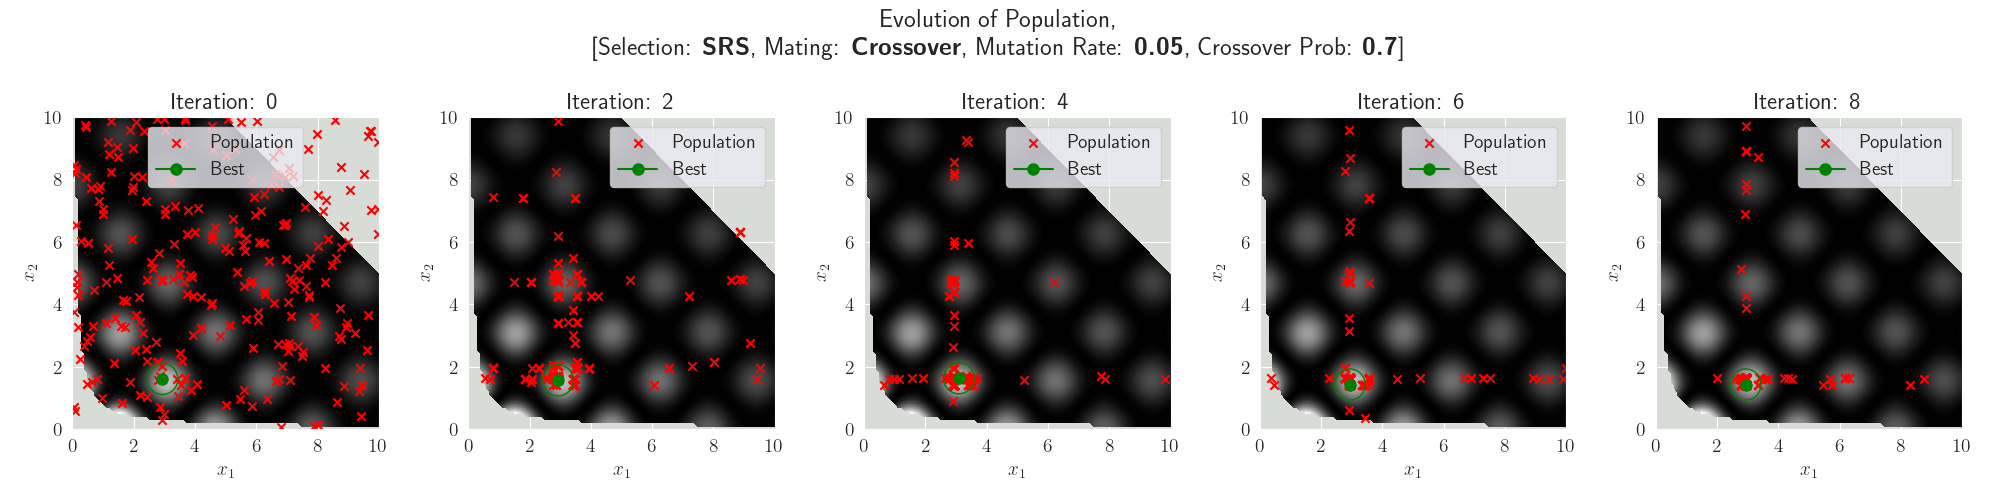 Evolution of Population,
[Selection: SRS, Mating: Crossover, Mutation Rate: 0.05, Crossover Prob: 0.7]
Iteration: 0
10
8
6
4
2
0
x2
Population
Best
0 2 4 6 8 10
x1
Iteration: 2
10
8
6
4
2
0
x2
Population
Best
0 2 4 6 8 10
x1
Iteration: 4
10
8
6
4
2
0
x2
Population
Best
0 2 4 6 8 10
x1
Iteration: 6
10
8
6
4
2
0
x2
Population
Best
0 2 4 6 8 10
x1
Iteration: 8
10
8
6
4
2
0
x2
Population
Best
0 2 4 6 8 10
x1